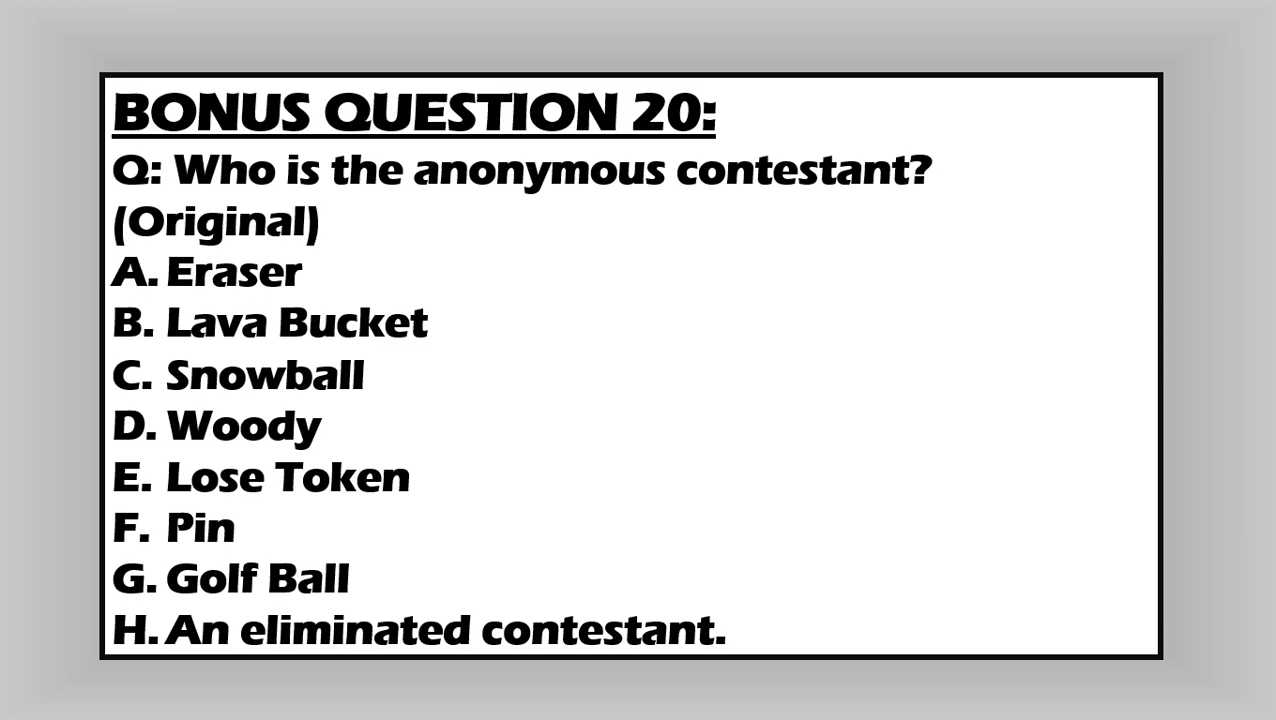 BONUS QUESTION 20:
Q: Who is the anonymous contestant?
(Original)
A. Eraser
B. Lava Bucket
C. Snowball
D. Woody
E. Lose Token
F. Pin
G. Golf Ball
H. An eliminated contestant.